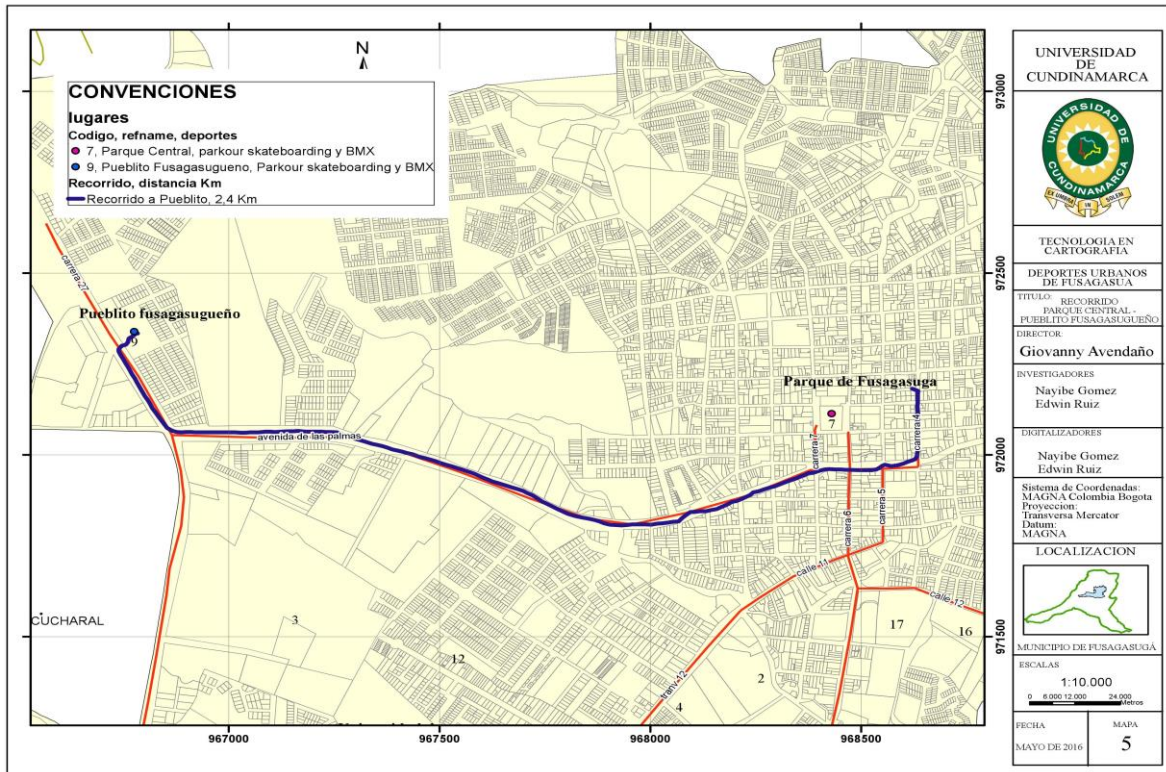 N
CONVENCIONES
lugares
Codigo, refname, deportes
7, Parque Central, parkour skateboarding y BMX
9, Pueblito Fusagasugueno, Parkour skateboarding y BMX
Recorrido, distancia Km
Recorrido a Pueblito, 2,4 Km
carrera-27
Pueblito fusagasugueño
9
avenida de las palmas
Parque de Fusagasuga
7
carrera-7
carrera-4
carrera-6
carrera-5
calle-11
calle-12
CUCHARAL
3
12
tranv-12
4
2
17
16
967000
967500
968000
968500
973000
972500
972000
971500
UNIVERSIDAD
DE
CUNDINAMARCA
UNIVERSIDAD DE
CUNDINAMARCA
EX UMBRA IN SOLEM
TECNOLOGIA EN
CARTOGRAFIA
DEPORTES URBANOS
DE FUSAGASUA
TITULO: RECORRIDO
PARQUE CENTRAL -
PUEBLITO FUSAGASUGUEÑO
DIRECTOR:
Giovanny Avendaño
INVESTIGADORES
Nayibe Gomez
Edwin Ruiz
DIGITALIZADORES
Nayibe Gomez
Edwin Ruiz
Sistema de Coordenadas:
MAGNA Colombia Bogota
Proyeccion:
Transversa Mercator
Datum:
MAGNA
LOCALIZACION
MUNICIPIO DE FUSAGASUGÁ
ESCALAS
1:10.000
0 6.000 12.000 24.000
Metros
FECHA
MAYO DE 2016
MAPA
5